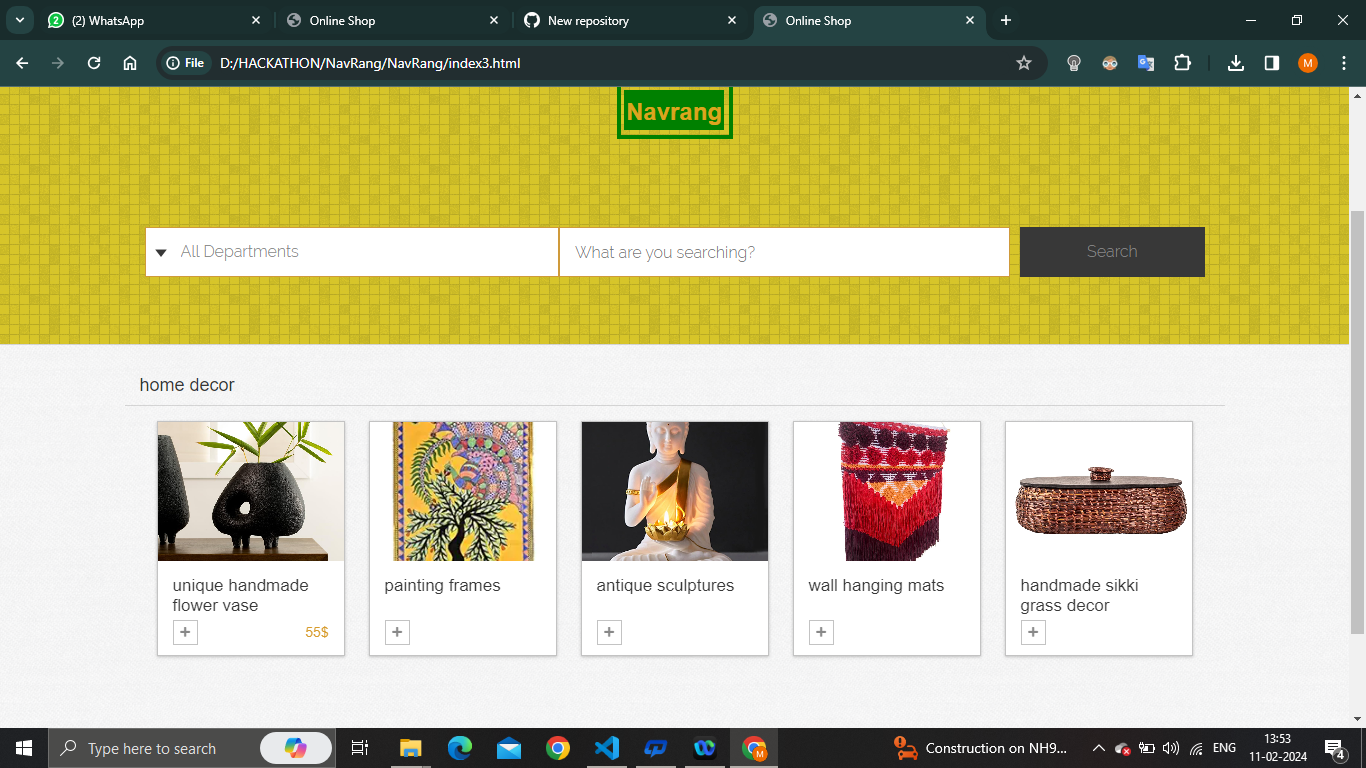 2
(2) WhatsApp
Online Shop
New repository
Online Shop
File
D:/HACKATHON/NavRang/NavRang/index3.html
M
Navrang
All Departments
What are you searching?
Search
home decor
unique handmade
flower vase
+
55$
painting frames
+
antique sculptures
+
wall hanging mats
+
handmade sikki
grass decor
+
Type here to search
M
Construction on NH9...
ENG
13:53
11-02-2024
4